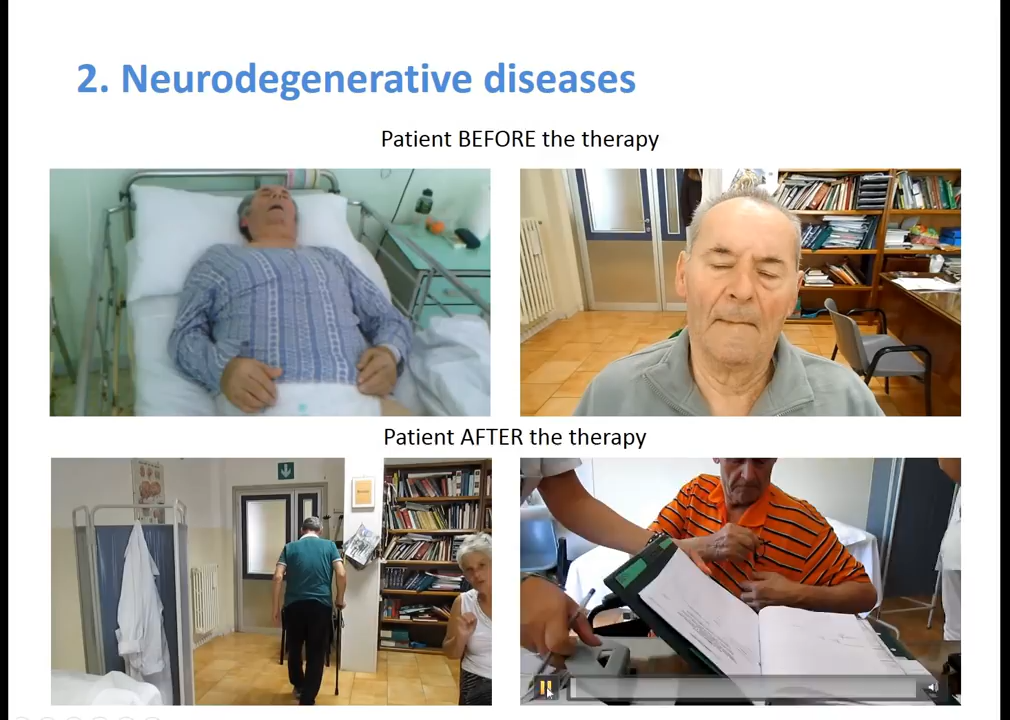 2. Neurodegenerative diseases
Patient BEFORE the therapy
Patient AFTER the therapy